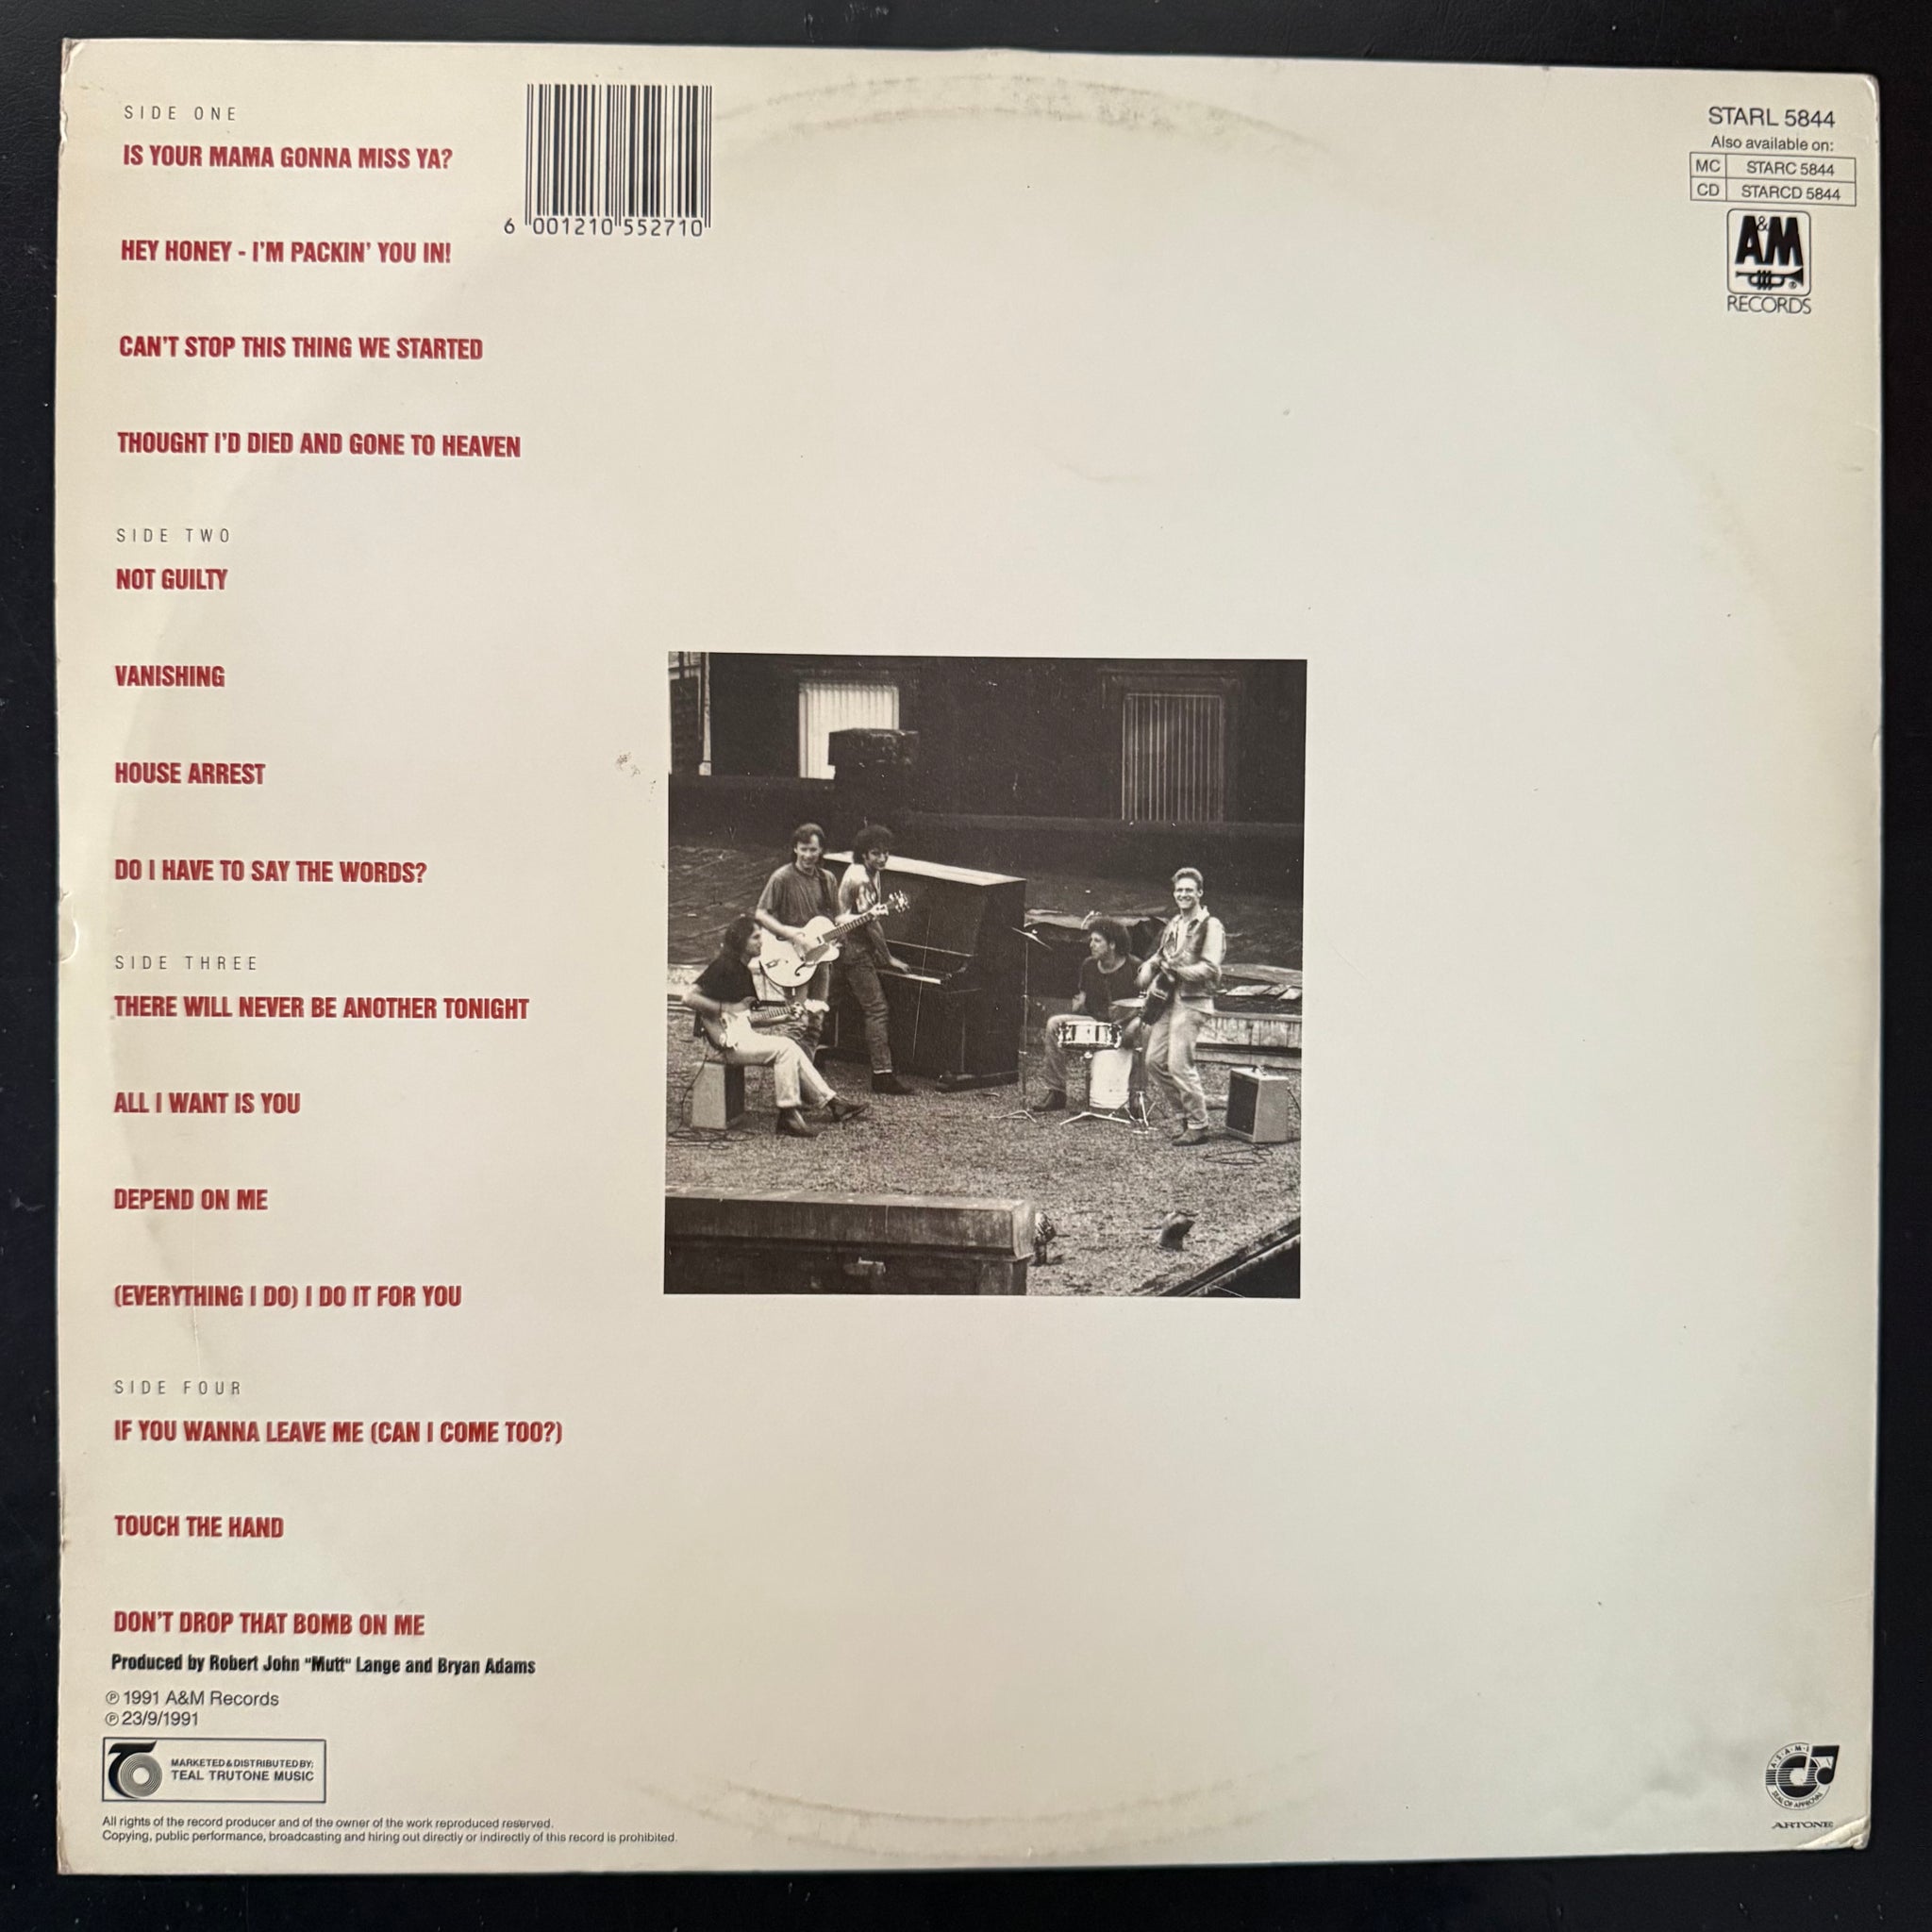 SIDE ONE
IS YOUR MAMA GONNA MISS YA?
HEY HONEY - I'M PACKIN' YOU IN!
CAN'T STOP THIS THING WE STARTED
THOUGHT I'D DIED AND GONE TO HEAVEN
SIDE TWO
NOT GUILTY
VANISHING
HOUSE ARREST
DO I HAVE TO SAY THE WORDS?
SIDE THREE
THERE WILL NEVER BE ANOTHER TONIGHT
ALL I WANT IS YOU
DEPEND ON ME
(EVERYTHING I DO) I DO IT FOR YOU
SIDE FOUR
IF YOU WANNA LEAVE ME (CAN I COME TOO?)
TOUCH THE HAND
DON'T DROP THAT BOMB ON ME
Produced by Robert John "Mutt" Lange and Bryan Adams
℗ 1991 A&M Records
℗ 23/9/1991
MARKETED & DISTRIBUTED BY:
TEAL TRUTONE MUSIC
All rights of the record producer and of the owner of the work reproduced reserved.
Copying, public performance, broadcasting and hiring out directly or indirectly of this record is prohibited.
6 001210 552710
STARL 5844
Also available on:
MC STARC 5844
CD STARCD 5844
A&M
®
RECORDS
A·S·A·M·I
SEAL OF APPROVAL
ARTONE